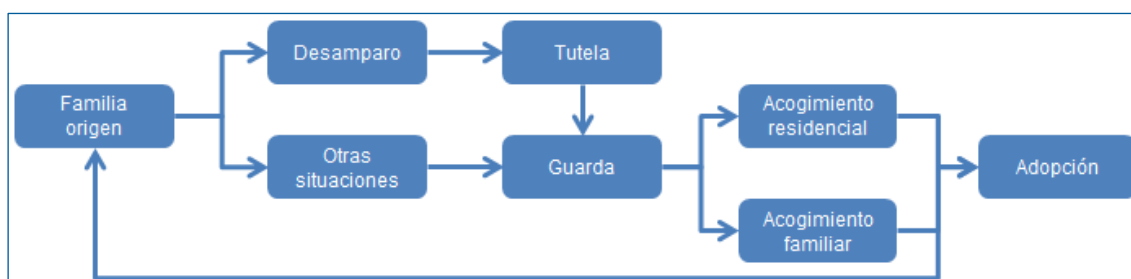 Familia
origen
Desamparo
Otras
situaciones
Tutela
Guarda
Acogimiento
residencial
Acogimiento
familiar
Adopción